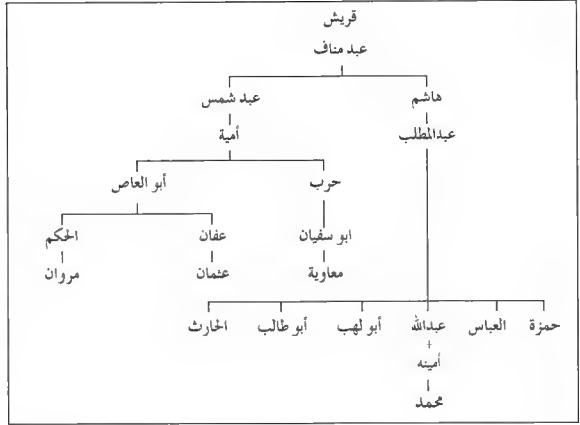 قريش
عبد مناف
هاشم عبد شمس
عبدالمطلب أمية
حرب أبو العاص
ابو سفيان عفان الحكم
معاوية عثمان مروان
حمزة العباس عبدالله أبو لهب أبو طالب الحارث
+
أمينه
محمد